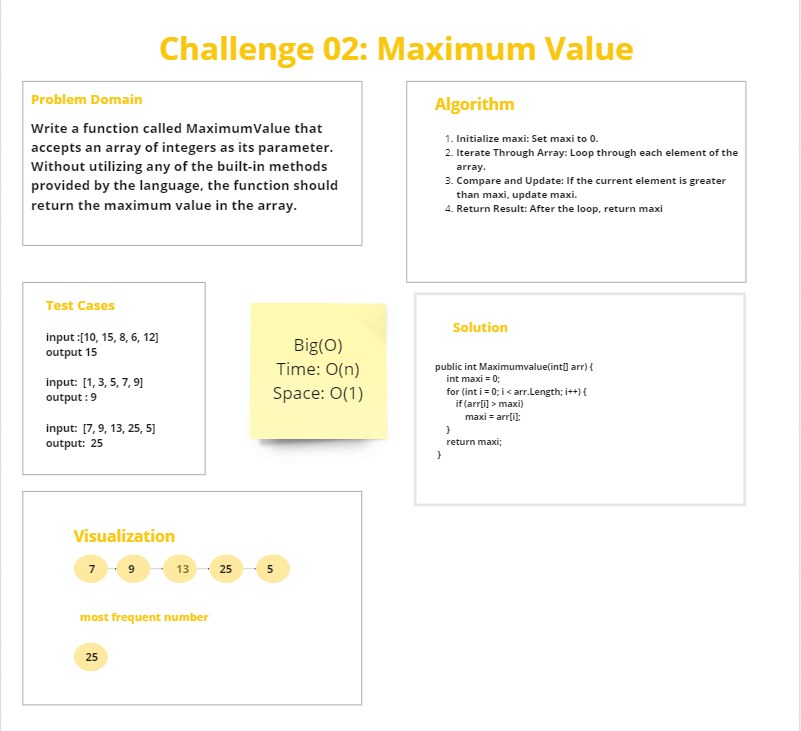 Challenge 02: Maximum Value
Problem Domain
Write a function called MaximumValue that
accepts an array of integers as its parameter.
Without utilizing any of the built-in methods
provided by the language, the function should
return the maximum value in the array.
Algorithm
1. Initialize maxi: Set maxi to 0.
2. Iterate Through Array: Loop through each element of the
array.
3. Compare and Update: If the current element is greater
than maxi, update maxi.
4. Return Result: After the loop, return maxi
Test Cases
input :[10, 15, 8, 6, 12]
output 15
input: [1, 3, 5, 7, 9]
output : 9
input: [7, 9, 13, 25, 5]
output: 25
Big(O)
Time: O(n)
Space: O(1)
Solution
public int Maximumvalue(int[] arr) {
int maxi = 0;
for (int i = 0; i < arr.Length; i++) {
if (arr[i] > maxi)
maxi = arr[i];
}
return maxi;
}
Visualization
7 9 13 25 5
most frequent number
25